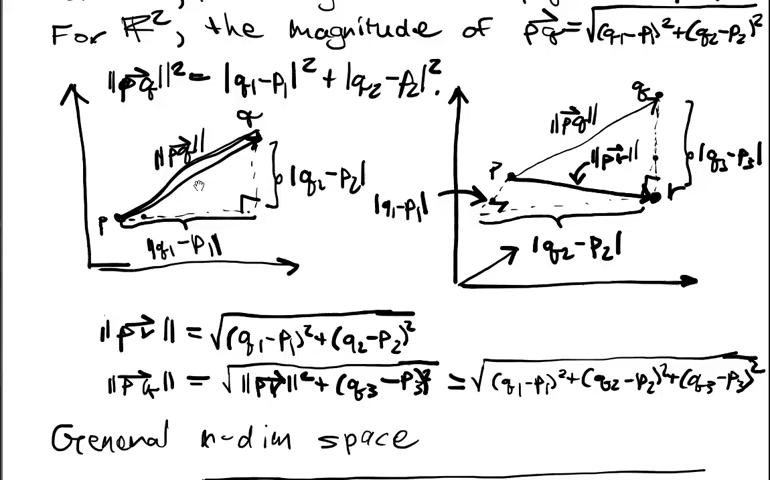 For ℝ², the magnitude of p⃗q = √(q₁-p₁)²+(q₂-p₂)²
||p⃗q||² = |q₁-p₁|² + |q₂-p₂|².
q
||p⃗q||
|q₂-p₂|
p
|q₁-p₁|
q
||p⃗q||
||p⃗r||
|q₃-p₃|
p
r
|q₁-p₁|
|q₂-p₂|
||p⃗r|| = √(q₁-p₁)²+(q₂-p₂)²
||p⃗q|| = √||p⃗r||²+(q₃-p₃)² = √(q₁-p₁)²+(q₂-p₂)²+(q₃-p₃)²
General n-dim space